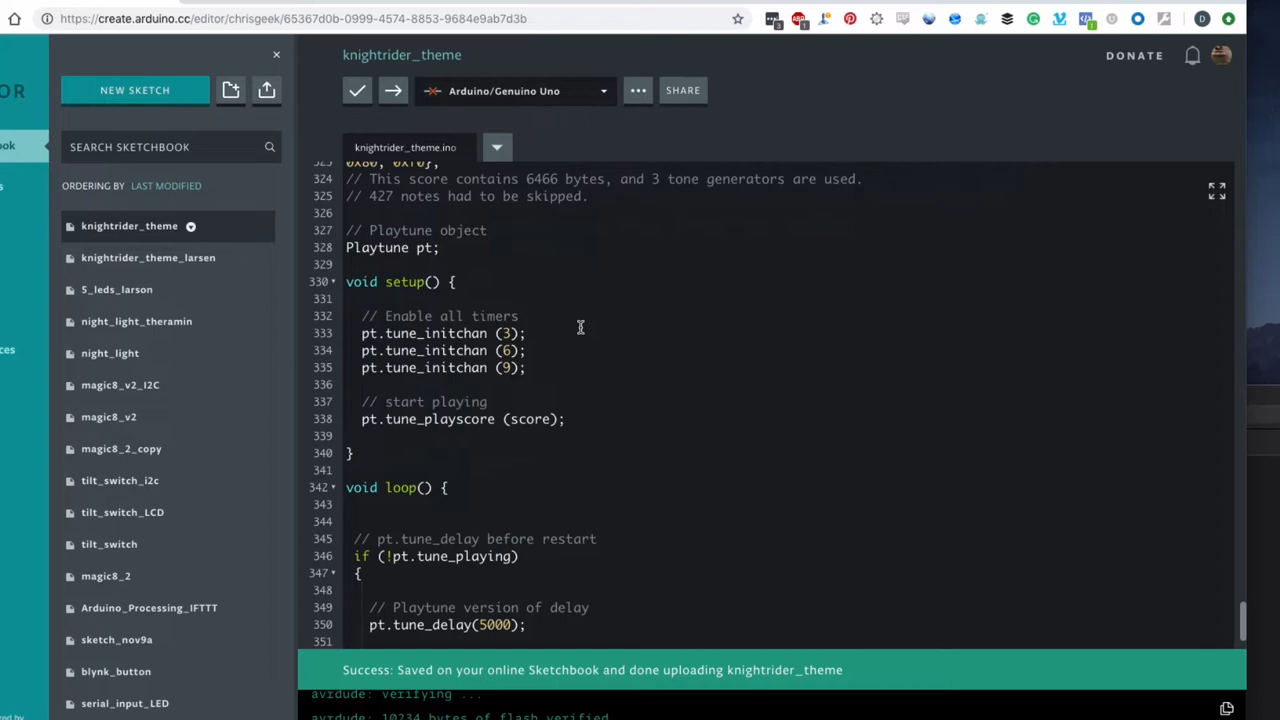 https://create.arduino.cc/editor/chrisgeek/65367d0b-0999-4574-8853-9684e9ab7d3b
OR
knightrider_theme
DONATE
NEW SKETCH
Arduino/Genuino Uno
SHARE
SEARCH SKETCHBOOK
ORDERING BY LAST MODIFIED
knightrider_theme
knightrider_theme_larsen
5_leds_larson
night_light_theramin
night_light
magic8_v2_I2C
magic8_v2
magic8_2_copy
tilt_switch_i2c
tilt_switch_LCD
tilt_switch
magic8_2
Arduino_Processing_IFTTT
sketch_nov9a
blynk_button
serial_input_LED
knightrider_theme.ino
323 0x80, 0xf0};
324 // This score contains 6466 bytes, and 3 tone generators are used.
325 // 427 notes had to be skipped.
326
327 // Playtune object
328 Playtune pt;
329
330 void setup() {
331
332 // Enable all timers
333 pt.tune_initchan (3);
334 pt.tune_initchan (6);
335 pt.tune_initchan (9);
336
337 // start playing
338 pt.tune_playscore (score);
339
340 }
341
342 void loop() {
343
344
345 // pt.tune_delay before restart
346 if (!pt.tune_playing)
347 {
348
349 // Playtune version of delay
350 pt.tune_delay(5000);
351
Success: Saved on your online Sketchbook and done uploading knightrider_theme
avrdude: verifying ...
avrdude: 10234 bytes of flash verified